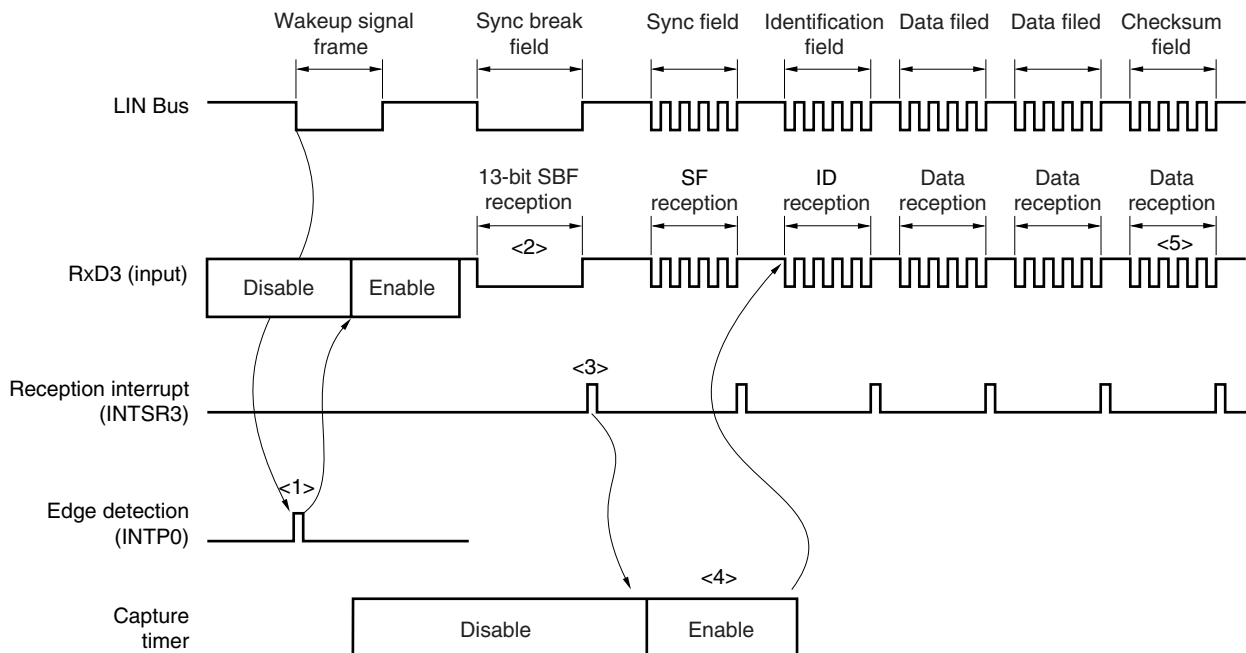 Wakeup signal
frame
Sync break
field
Sync field
Identification
field
Data filed
Data filed
Checksum
field
LIN Bus
13-bit SBF
reception
SF
reception
ID
reception
Data
reception
Data
reception
Data
reception
<2>
<5>
RxD3 (input)
Disable
Enable
Reception interrupt
(INTSR3)
<3>
Edge detection
(INTP0)
<1>
Capture
timer
Disable
<4>
Enable